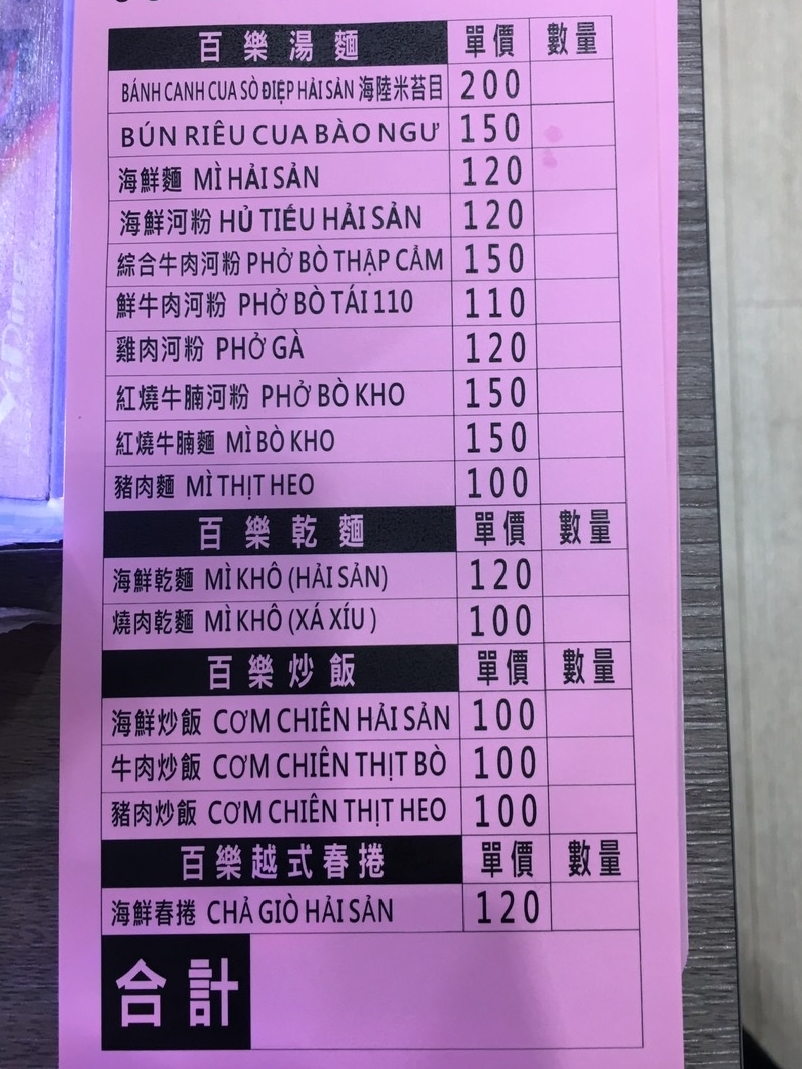 百樂湯麵 單價 數量
BÁNH CANH CUA SÒ ĐIỆP HẢI SẢN 海陸米苔目 200
BÚN RIÊU CUA BÀO NGƯ 150
海鮮麵 MÌ HẢI SẢN 120
海鮮河粉 HỦ TIẾU HẢI SẢN 120
綜合牛肉河粉 PHỞ BÒ THẬP CẨM 150
鮮牛肉河粉 PHỞ BÒ TÁI 110 110
雞肉河粉 PHỞ GÀ 120
紅燒牛腩河粉 PHỞ BÒ KHO 150
紅燒牛腩麵 MÌ BÒ KHO 150
豬肉麵 MÌ THỊT HEO 100
百樂乾麵 單價 數量
海鮮乾麵 MÌ KHÔ (HẢI SẢN) 120
燒肉乾麵 MÌ KHÔ (XÁ XÍU ) 100
百樂炒飯 單價 數量
海鮮炒飯 CƠM CHIÊN HẢI SẢN 100
牛肉炒飯 CƠM CHIÊN THỊT BÒ 100
豬肉炒飯 CƠM CHIÊN THỊT HEO 100
百樂越式春捲 單價 數量
海鮮春捲 CHẢ GIÒ HẢI SẢN 120
合計